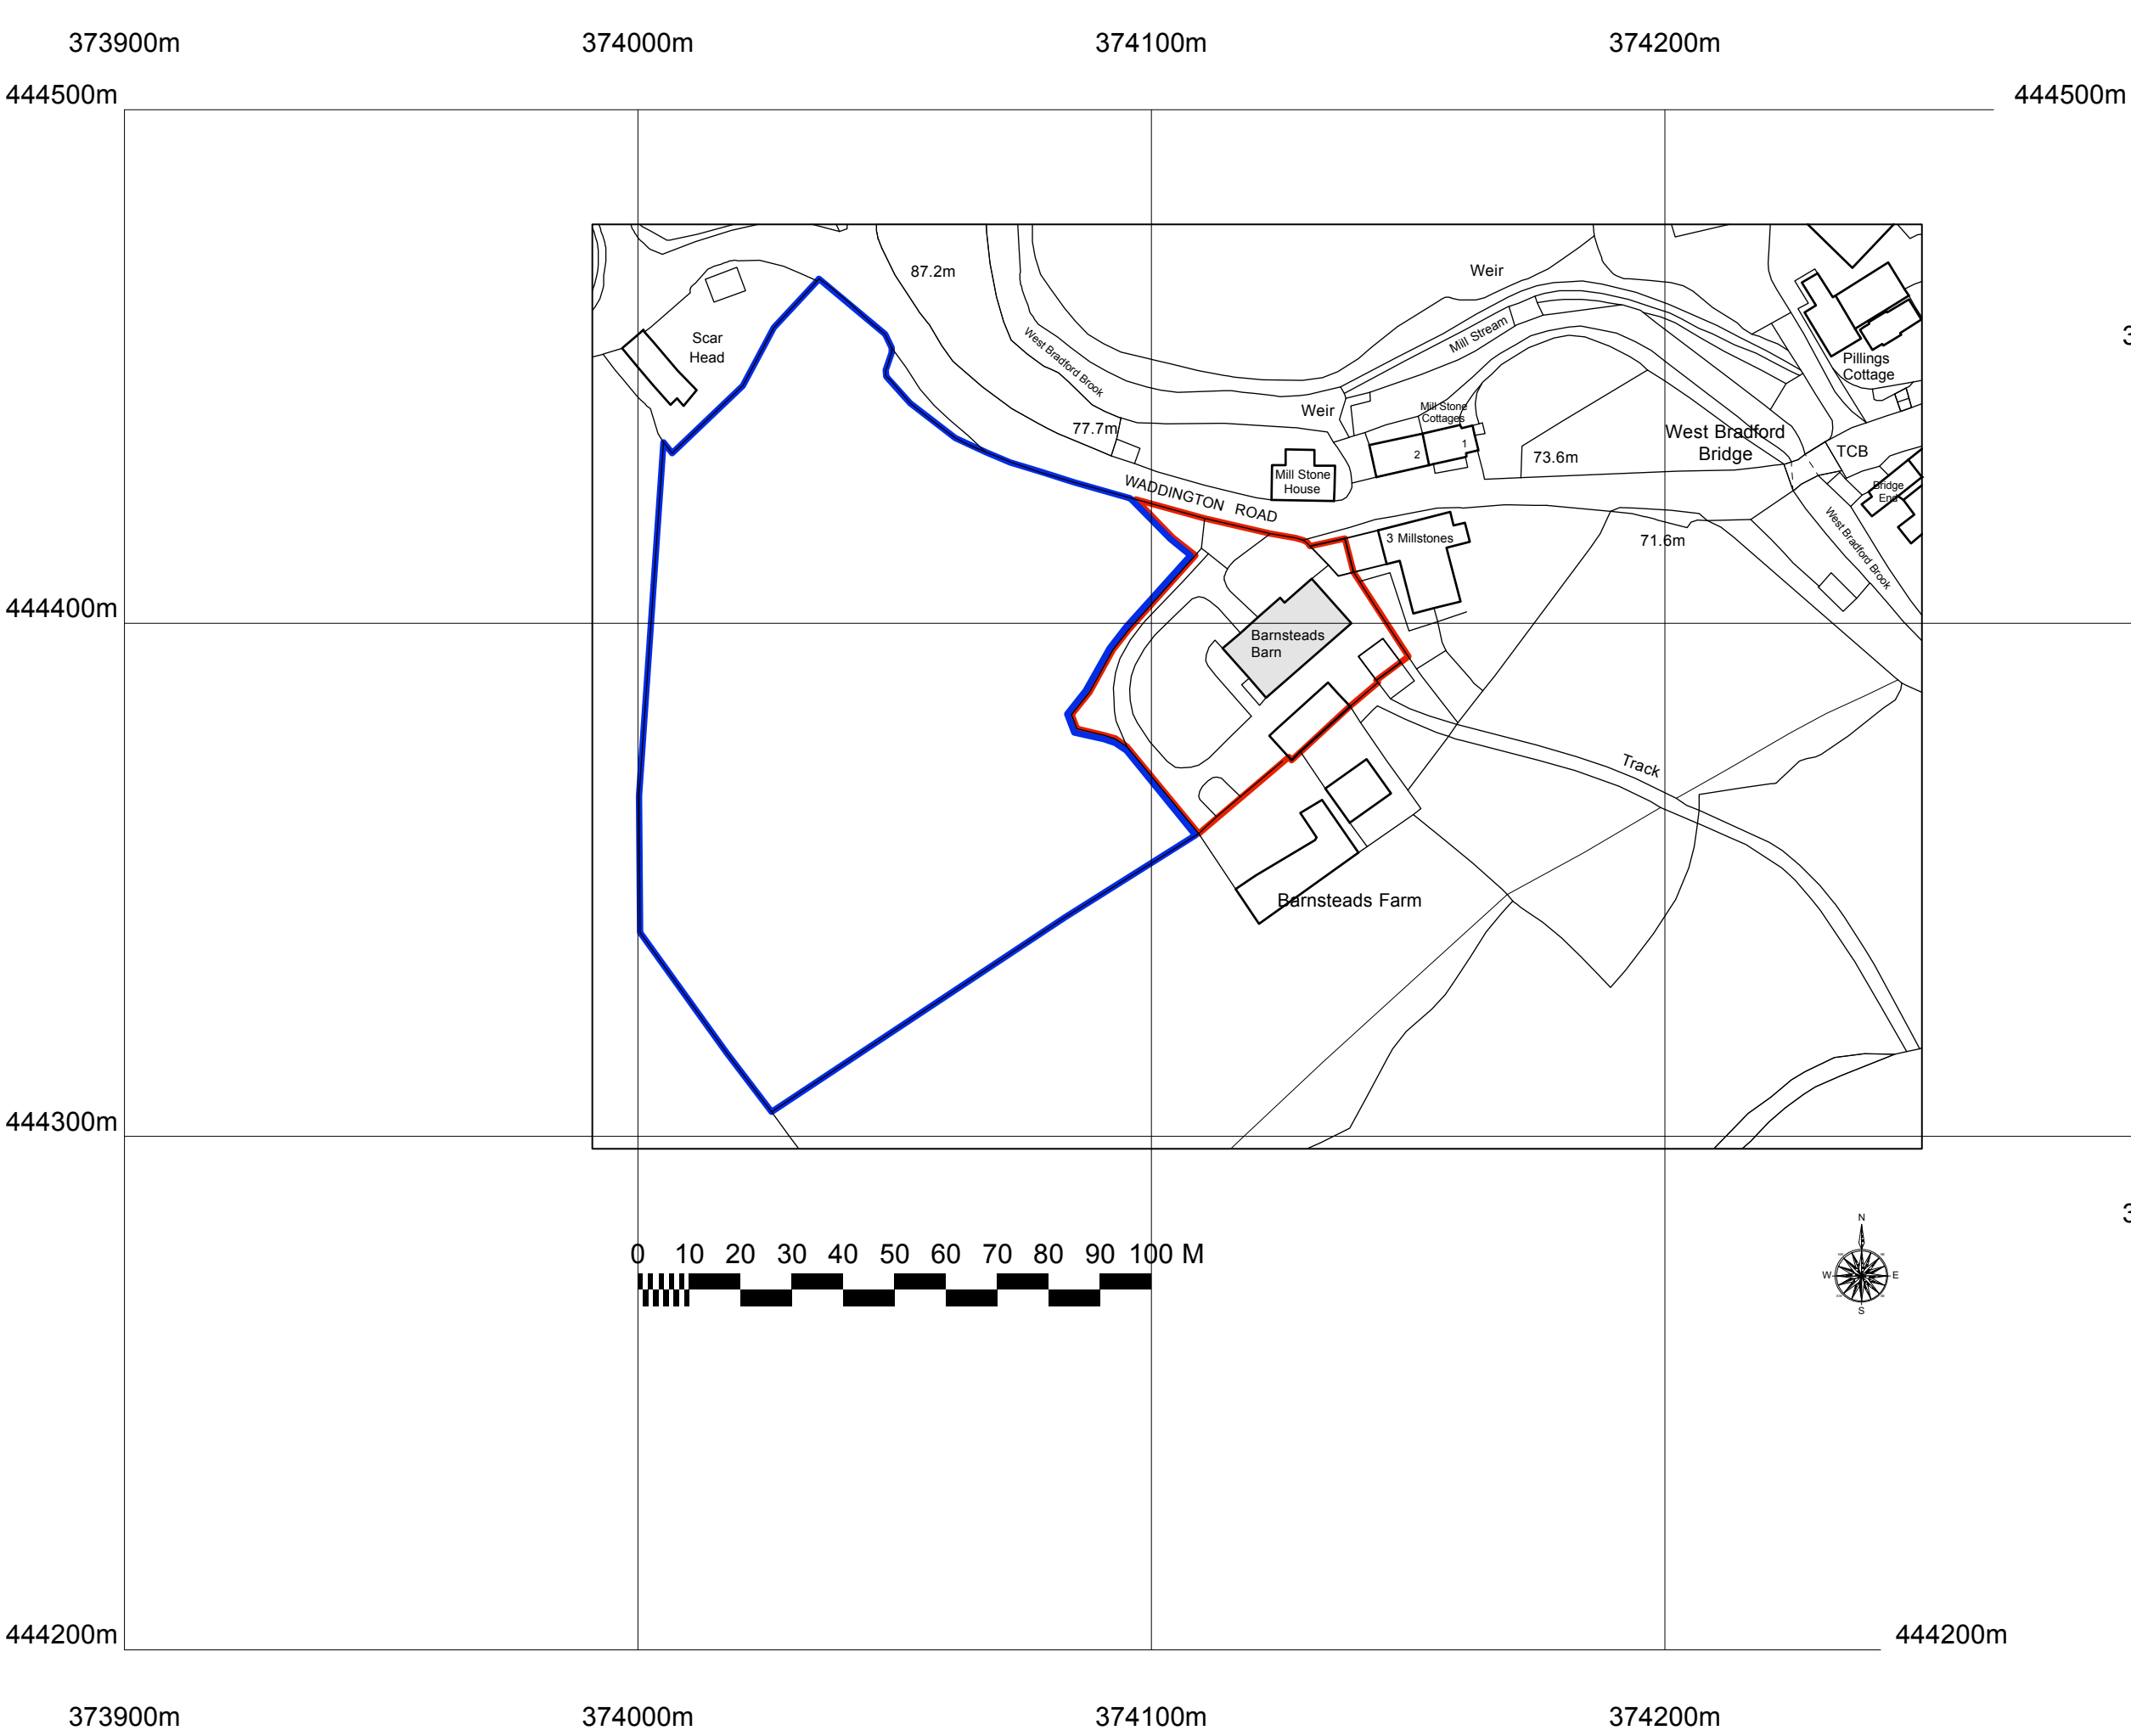 373900m 374000m 374100m 374200m
444500m 444500m
87.2m
Weir
Scar
Head
West Bradford Brook
Mill Stream
Pillings
Cottage
Weir
Mill Stone
Cottages
77.7m
1
2
73.6m
West Bradford
Bridge
TCB
Mill Stone
House
Bridge
End
WADDINGTON ROAD
West Bradford Brook
3 Millstones
71.6m
444400m
Barnsteads
Barn
Track
Barnsteads Farm
444300m
N
W E
S
0 10 20 30 40 50 60 70 80 90 100 M
444200m 444200m
373900m 374000m 374100m 374200m